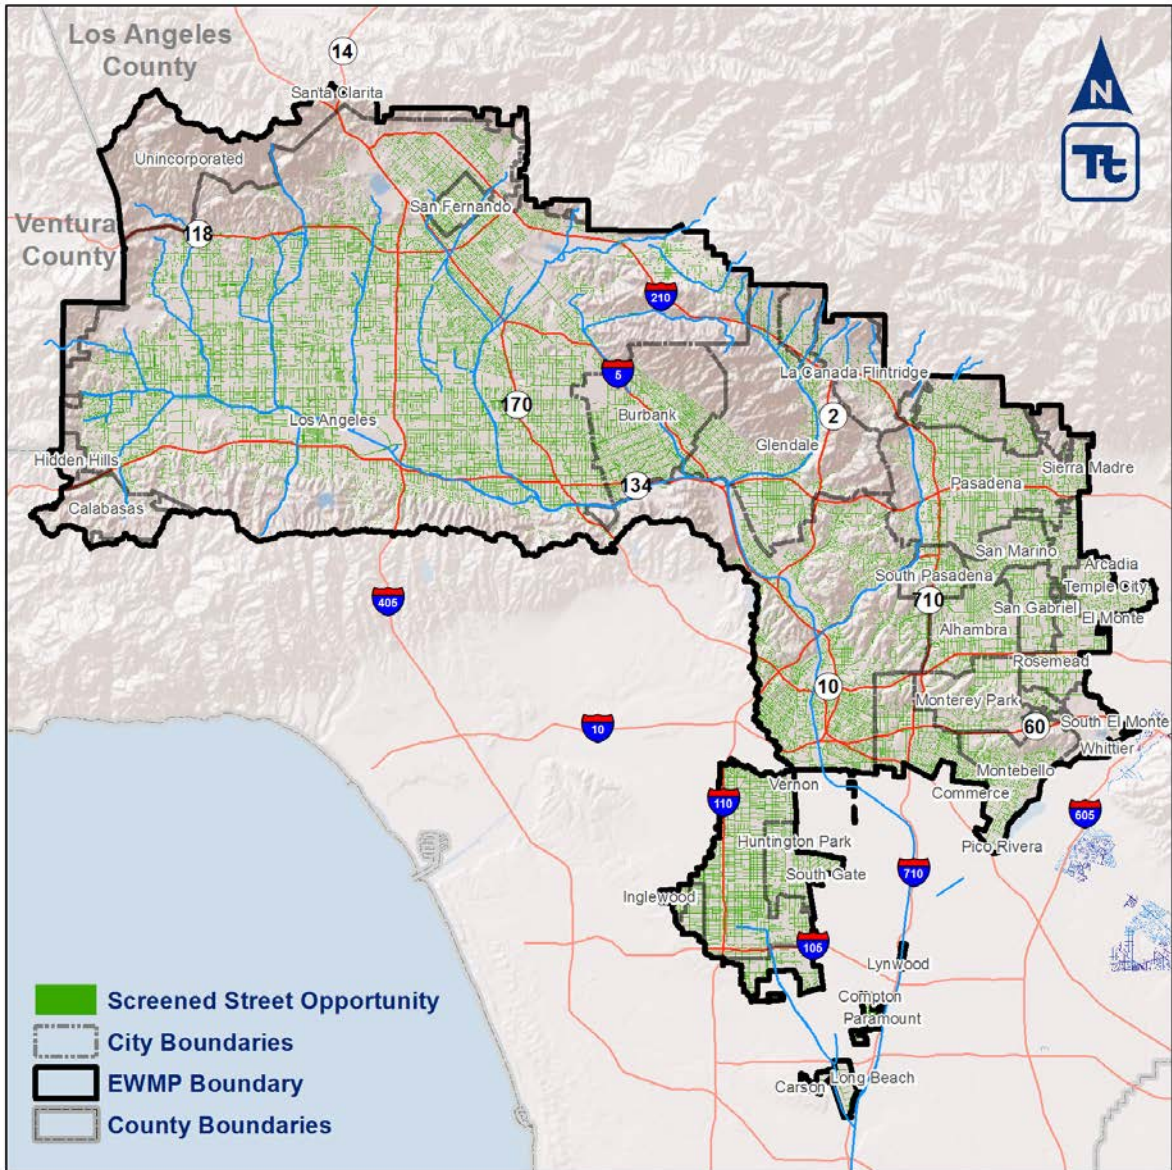 Los Angeles
County
14
N
Santa Clarita
Tt
Unincorporated
San Fernando
Ventura
County
118
210
5
La Canada Flintridge
170
Burbank
2
Los Angeles
Glendale
Hidden Hills
Sierra Madre
134
Pasadena
Calabasas
San Marino
Arcadia
South Pasadena
Temple City
405
710
San Gabriel
El Monte
Alhambra
Rosemead
10
Monterey Park
10
60
South El Monte
Whittier
Montebello
Vernon
Commerce
110
605
Huntington Park
Pico Rivera
710
South Gate
Inglewood
105
Lynwood
Compton
Paramount
Carson
Long Beach
Screened Street Opportunity
City Boundaries
EWMP Boundary
County Boundaries